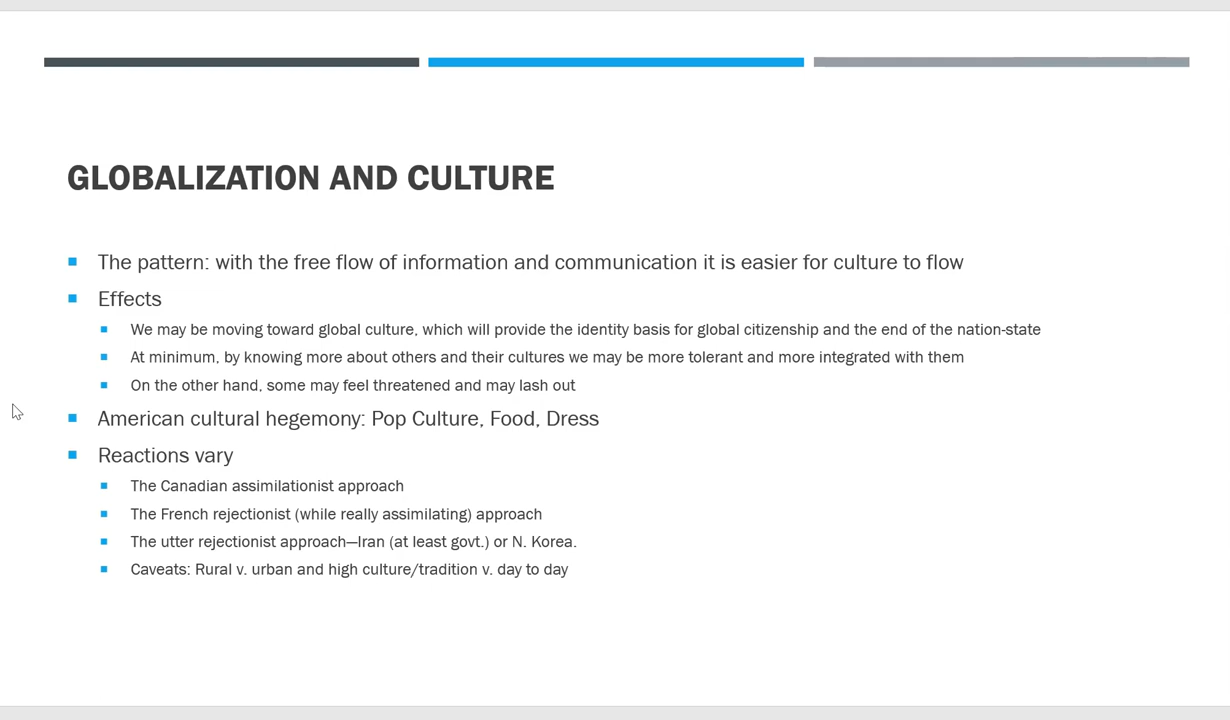 GLOBALIZATION AND CULTURE
The pattern: with the free flow of information and communication it is easier for culture to flow
Effects
We may be moving toward global culture, which will provide the identity basis for global citizenship and the end of the nation-state
At minimum, by knowing more about others and their cultures we may be more tolerant and more integrated with them
On the other hand, some may feel threatened and may lash out
American cultural hegemony: Pop Culture, Food, Dress
Reactions vary
The Canadian assimilationist approach
The French rejectionist (while really assimilating) approach
The utter rejectionist approach—Iran (at least govt.) or N. Korea.
Caveats: Rural v. urban and high culture/tradition v. day to day